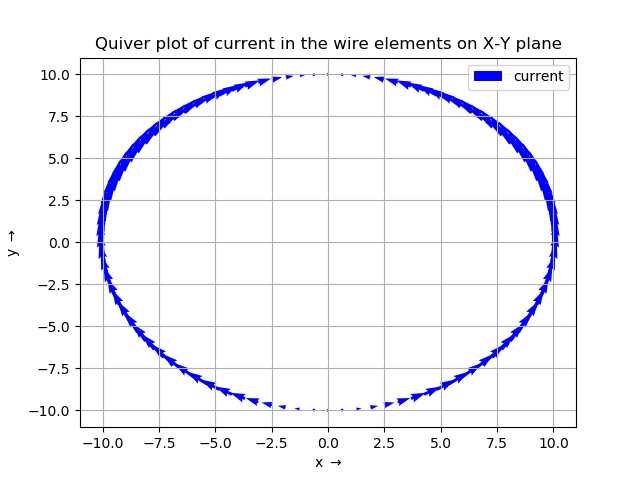 Quiver plot of current in the wire elements on X-Y plane
current
10.0
7.5
5.0
2.5
0.0
−2.5
−5.0
−7.5
−10.0
y →
−10.0 −7.5 −5.0 −2.5 0.0 2.5 5.0 7.5 10.0
x →